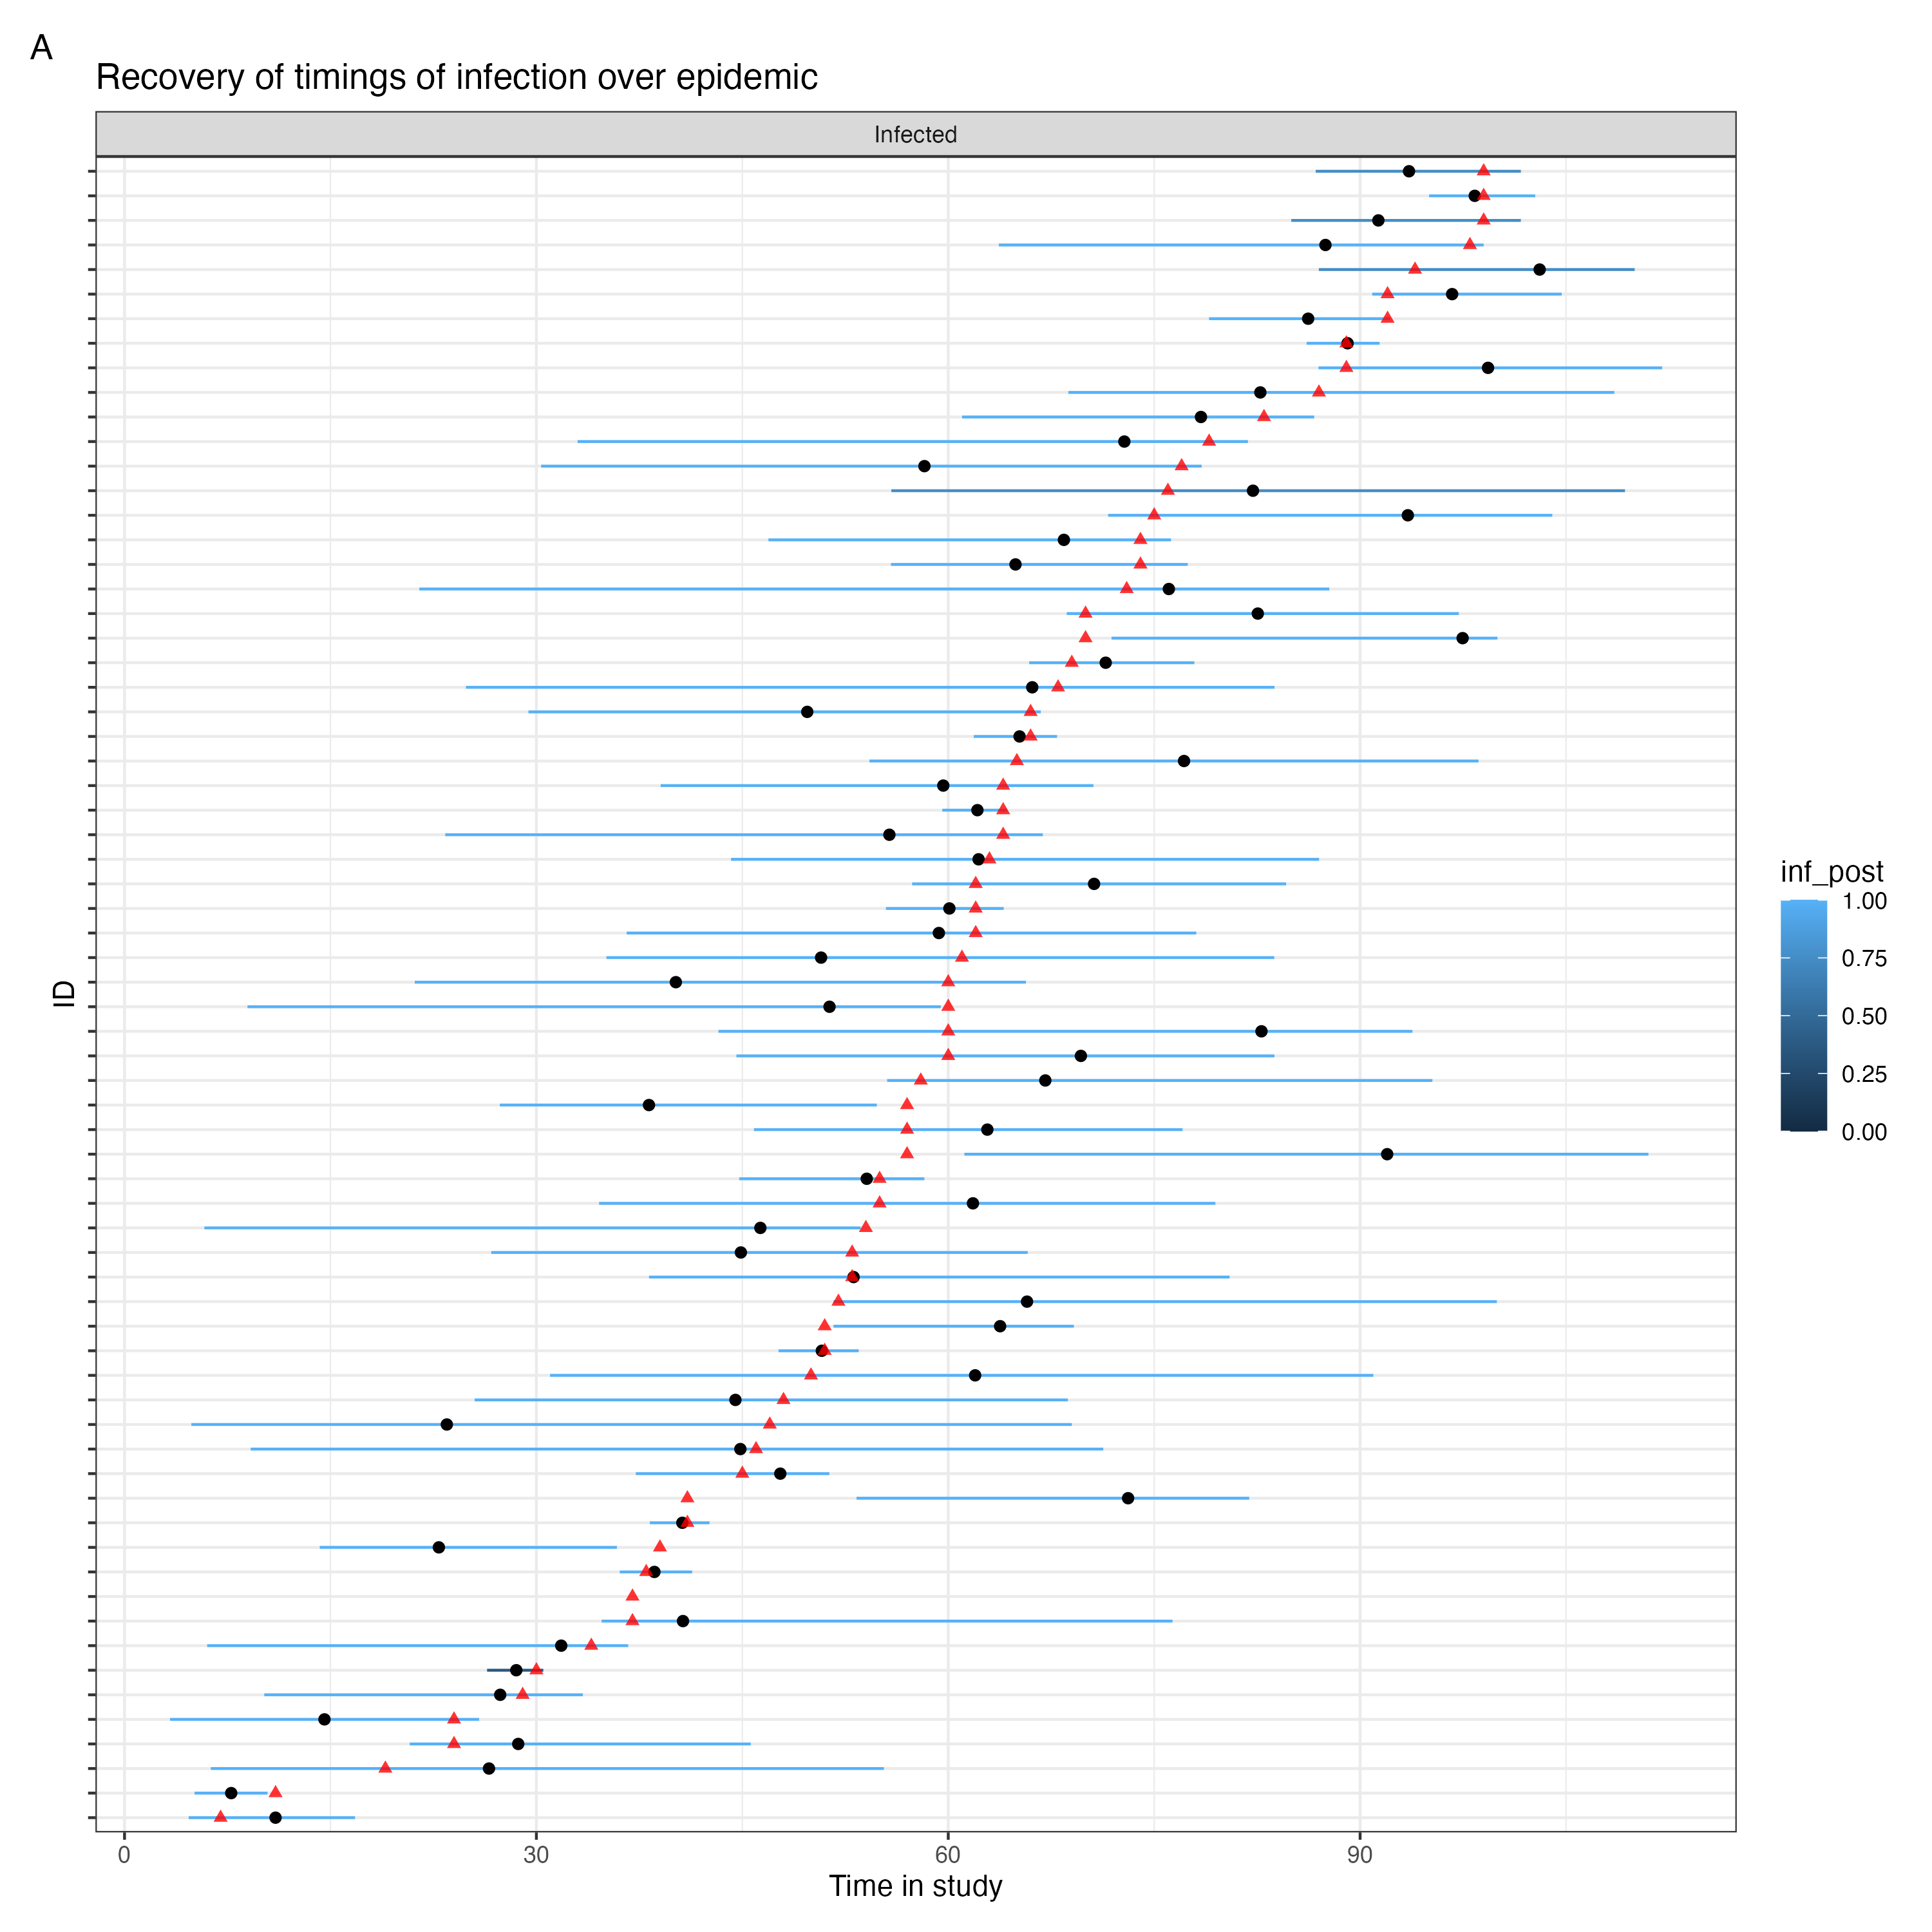 A
Recovery of timings of infection over epidemic
Infected
ID
inf_post
1.00
0.75
0.50
0.25
0.00
0 30 60 90
Time in study